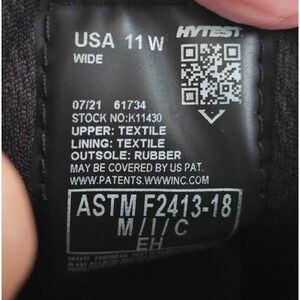 HYTEST
USA 11 W
WIDE
07/21 61734
STOCK NO: K11430
UPPER: TEXTILE
LINING: TEXTILE
OUTSOLE: RUBBER
MAY BE COVERED BY US PAT.
WWW.PATENTS.WWWINC.COM
ASTM F2413-18
M / I / C
EH